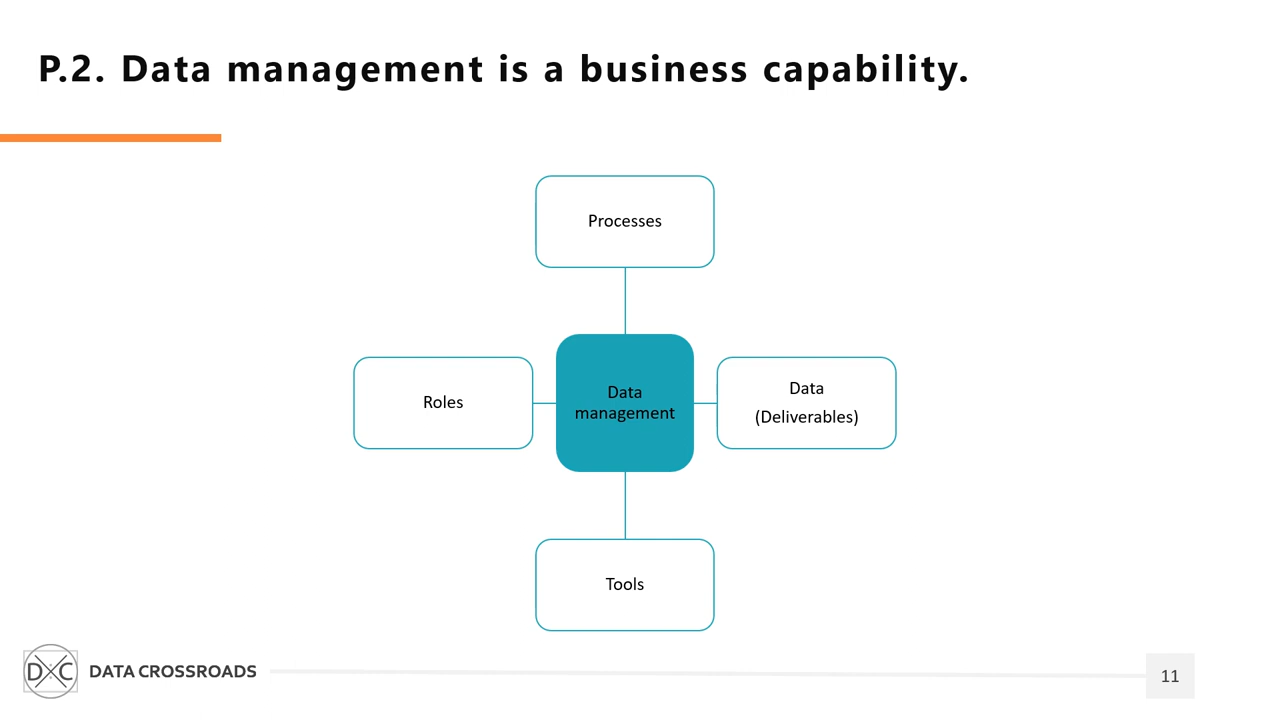 P.2. Data management is a business capability.
Processes
Roles
Data
management
Data
(Deliverables)
Tools
DXC
DATA CROSSROADS
11